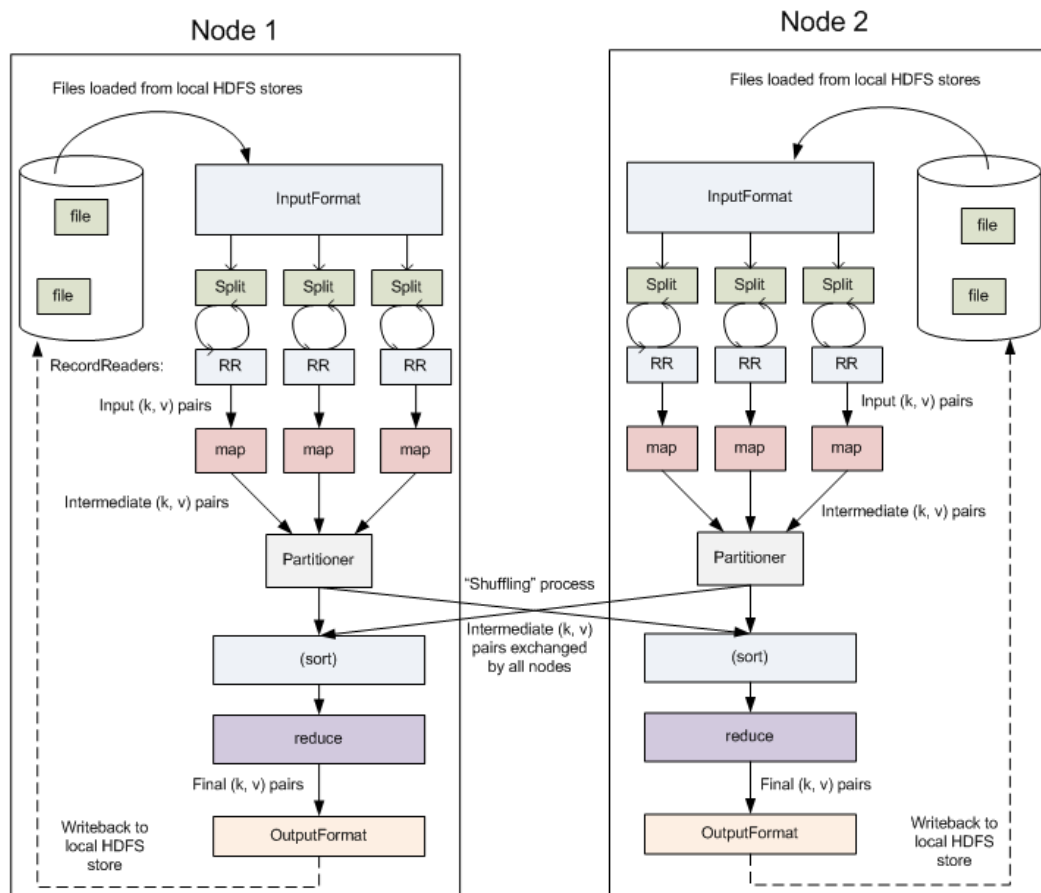 Node 1
Node 2
Files loaded from local HDFS stores
Files loaded from local HDFS stores
InputFormat
InputFormat
file
file
file
file
Split
Split
Split
Split
Split
Split
RecordReaders:
RR
RR
RR
RR
RR
RR
Input (k, v) pairs
Input (k, v) pairs
map
map
map
map
map
map
Intermediate (k, v) pairs
Intermediate (k, v) pairs
Partitioner
Partitioner
“Shuffling” process
Intermediate (k, v)
pairs exchanged
by all nodes
(sort)
(sort)
reduce
reduce
Final (k, v) pairs
Final (k, v) pairs
OutputFormat
OutputFormat
Writeback to
local HDFS
store
Writeback to
local HDFS
store